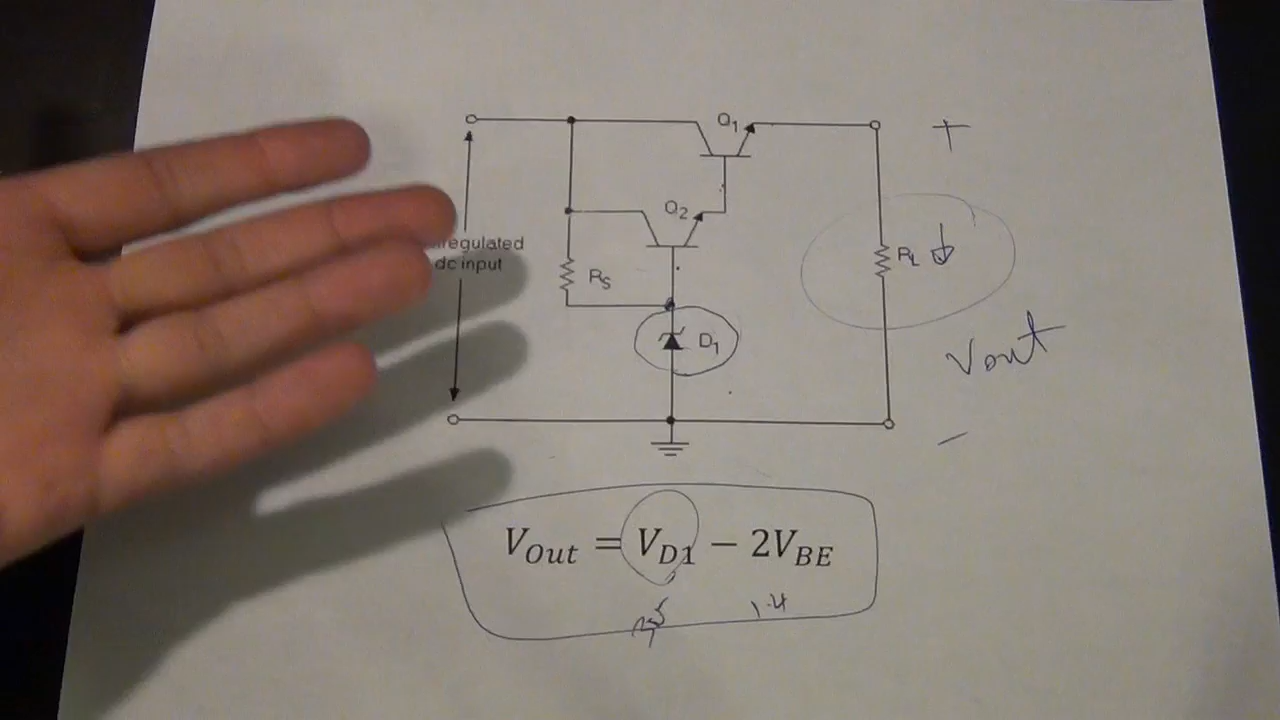 Q1
+
Q2
regulated
dc input
RS
RL
D1
Vout
−
VOut = VD1 − 2VBE
1.4